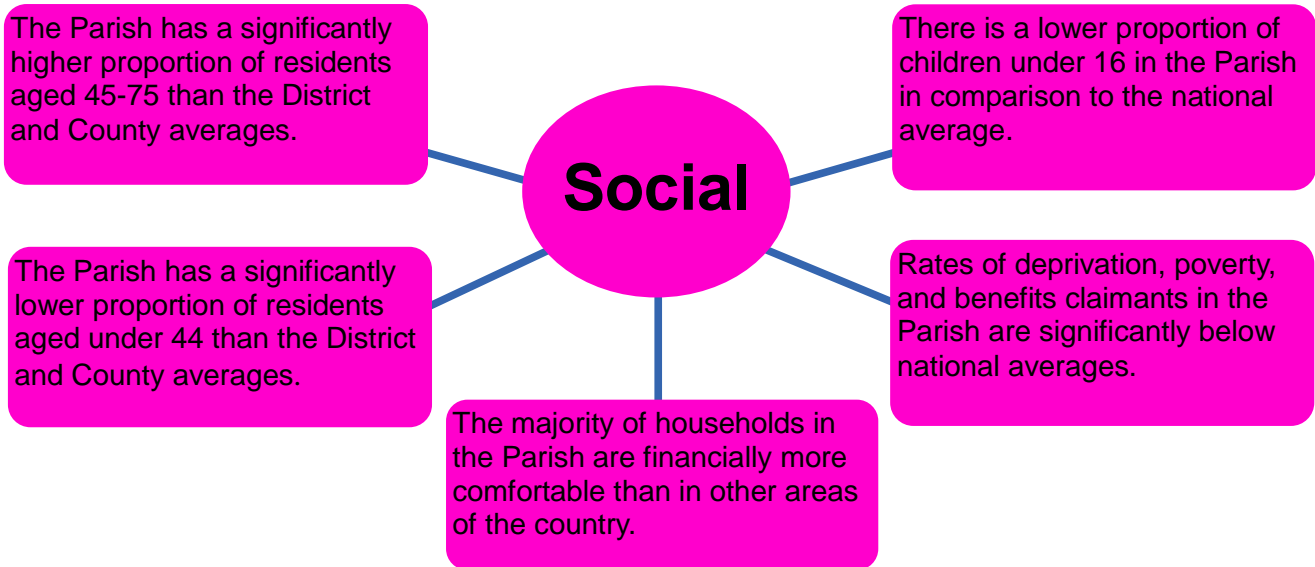 The Parish has a significantly
higher proportion of residents
aged 45-75 than the District
and County averages.
There is a lower proportion of
children under 16 in the Parish
in comparison to the national
average.
Social
The Parish has a significantly
lower proportion of residents
aged under 44 than the District
and County averages.
Rates of deprivation, poverty,
and benefits claimants in the
Parish are significantly below
national averages.
The majority of households in
the Parish are financially more
comfortable than in other areas
of the country.